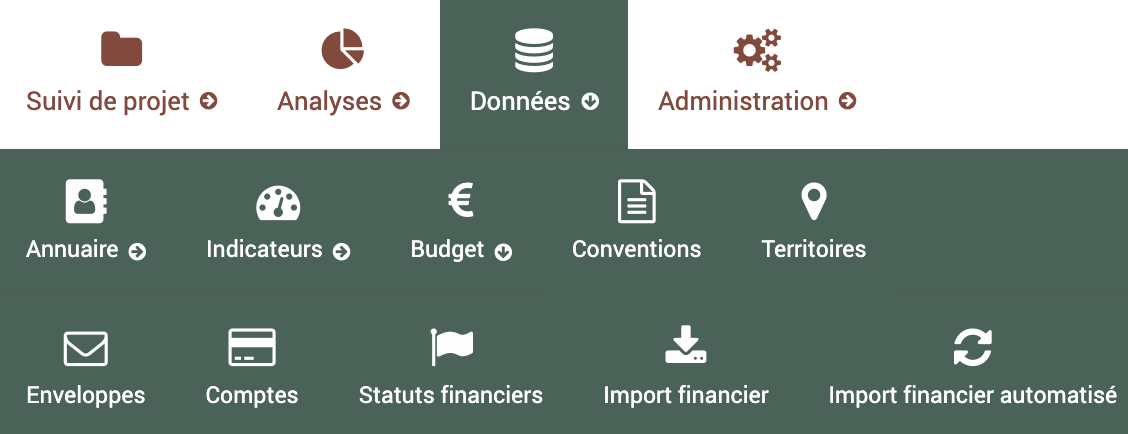 Suivi de projet Analyses Données Administration
Annuaire Indicateurs Budget Conventions Territoires
Enveloppes Comptes Statuts financiers Import financier Import financier automatisé